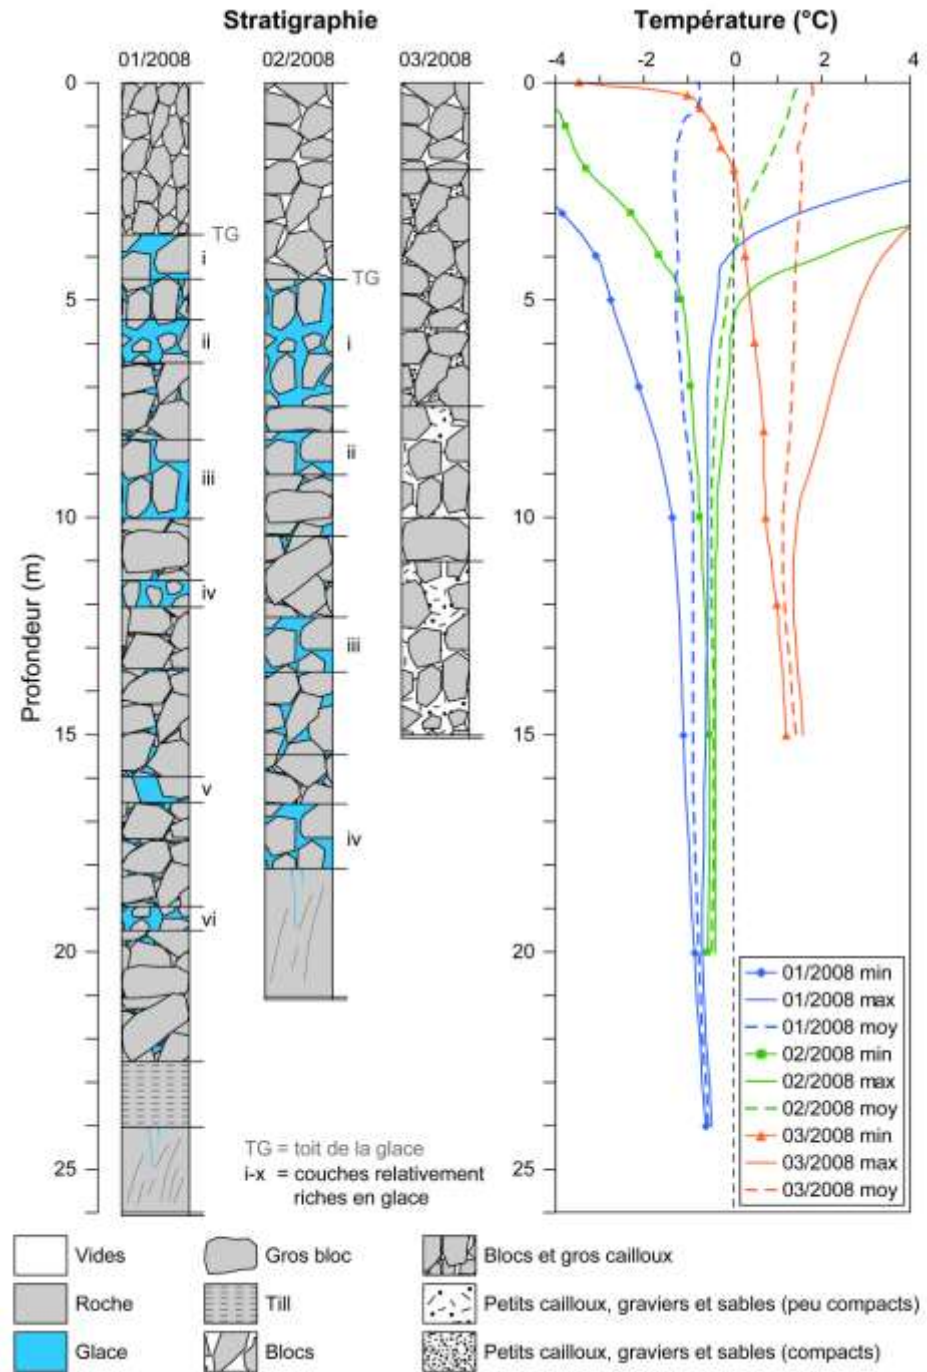 Stratigraphie
Température (°C)
01/2008
02/2008
03/2008
-4
-2
0
2
4
0
5
10
15
20
25
Profondeur (m)
TG
i
ii
iii
iv
v
vi
TG
i
ii
iii
iv
0
5
10
15
20
25
01/2008 min
01/2008 max
01/2008 moy
02/2008 min
02/2008 max
02/2008 moy
03/2008 min
03/2008 max
03/2008 moy
TG = toit de la glace
i-x = couches relativement
riches en glace
Vides
Gros bloc
Blocs et gros cailloux
Roche
Till
Petits cailloux, graviers et sables (peu compacts)
Glace
Blocs
Petits cailloux, graviers et sables (compacts)